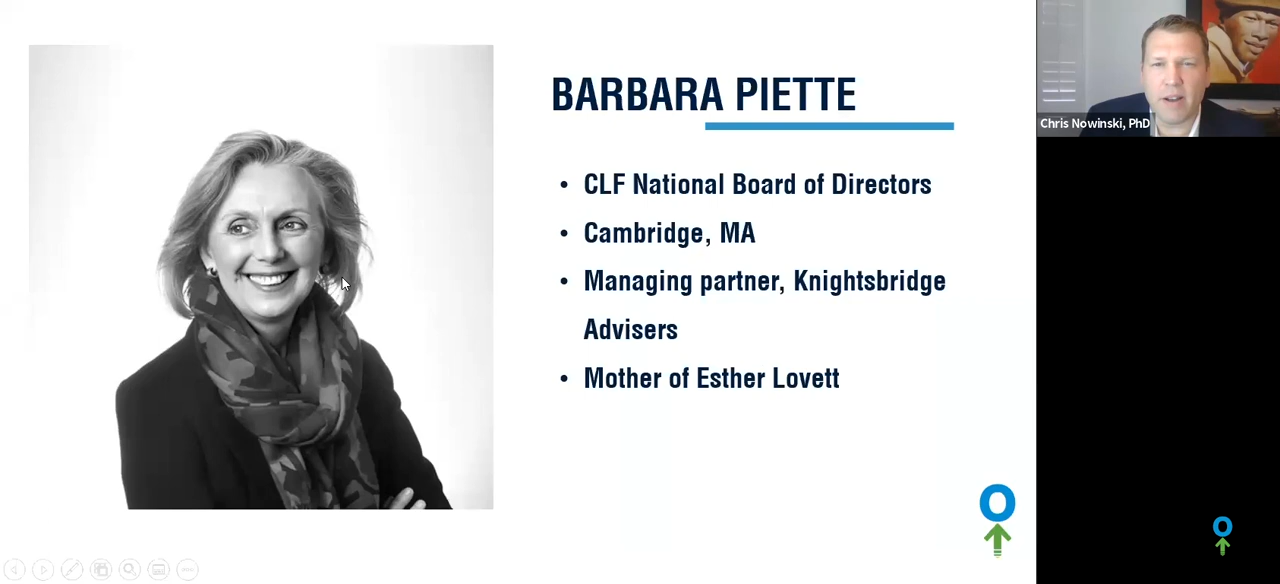 BARBARA PIETTE
• CLF National Board of Directors
• Cambridge, MA
• Managing partner, Knightsbridge
Advisers
• Mother of Esther Lovett
Chris Nowinski, PhD